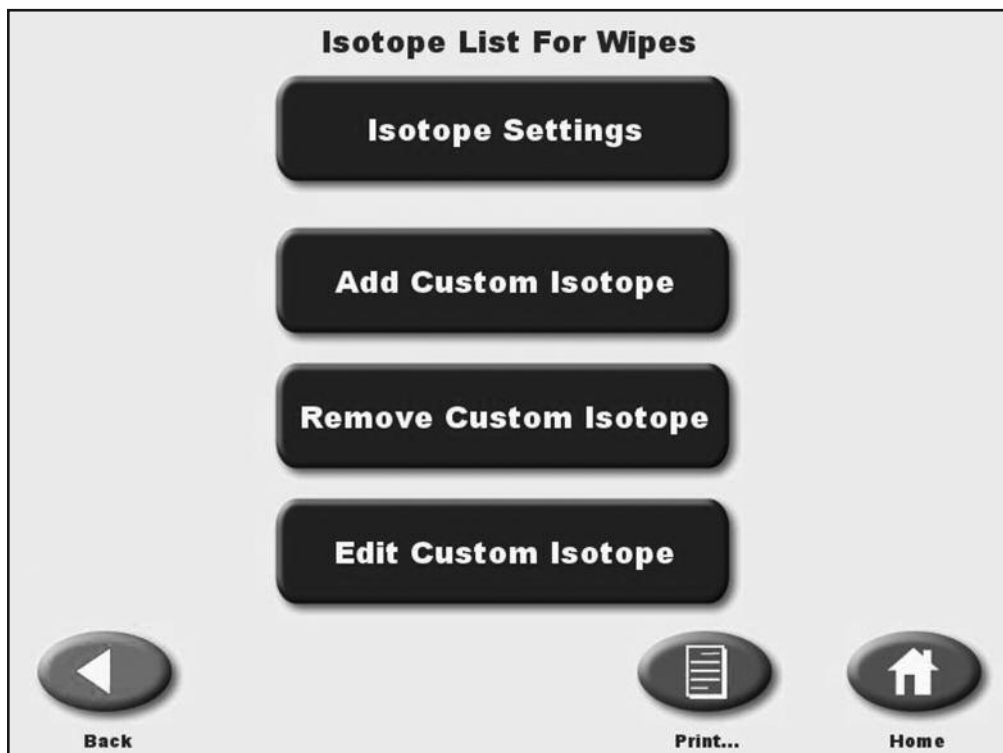 Isotope List For Wipes
Isotope Settings
Add Custom Isotope
Remove Custom Isotope
Edit Custom Isotope
Back
Print...
Home